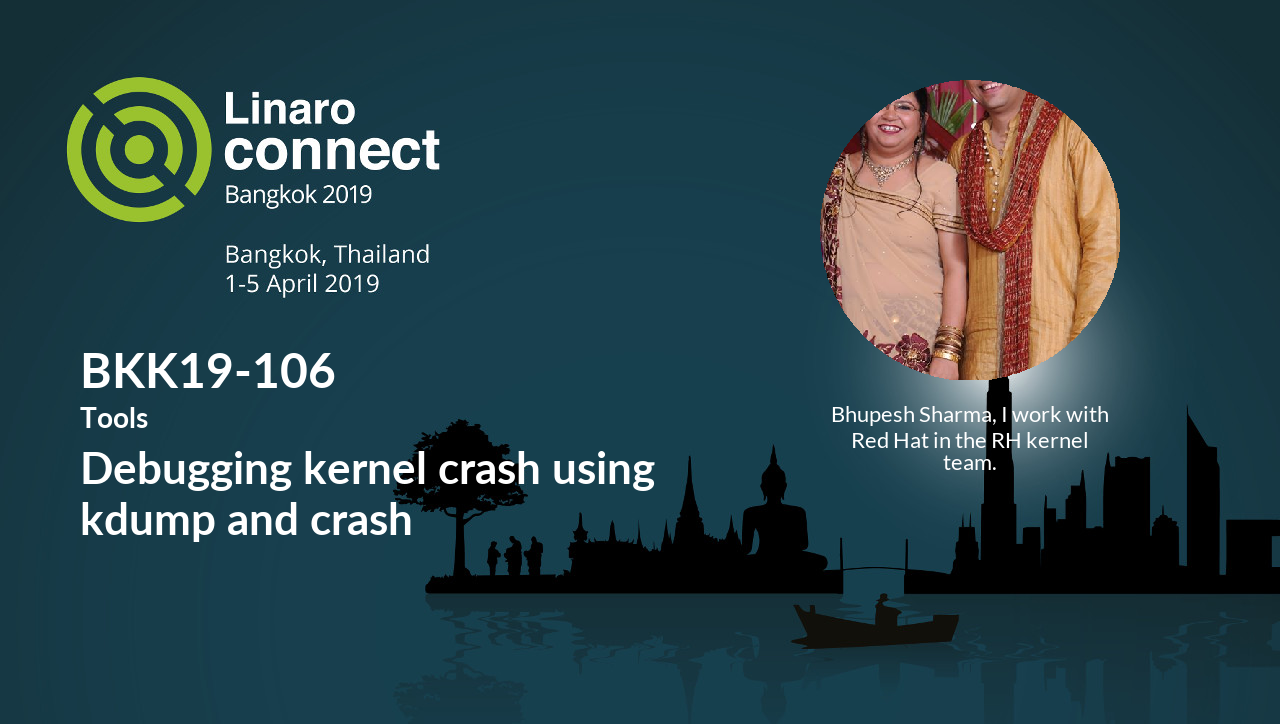 Linaro
connect
Bangkok 2019
Bangkok, Thailand
1-5 April 2019
BKK19-106
Tools
Debugging kernel crash using
kdump and crash
Bhupesh Sharma, I work with
Red Hat in the RH kernel
team.